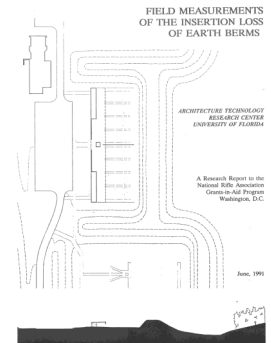 FIELD MEASUREMENTS
OF THE INSERTION LOSS
OF EARTH BERMS
ARCHITECTURE TECHNOLOGY
RESEARCH CENTER
UNIVERSITY OF FLORIDA
A Research Report to the
National Rifle Association
Grants-in-Aid Program
Washington, D.C.
June, 1991